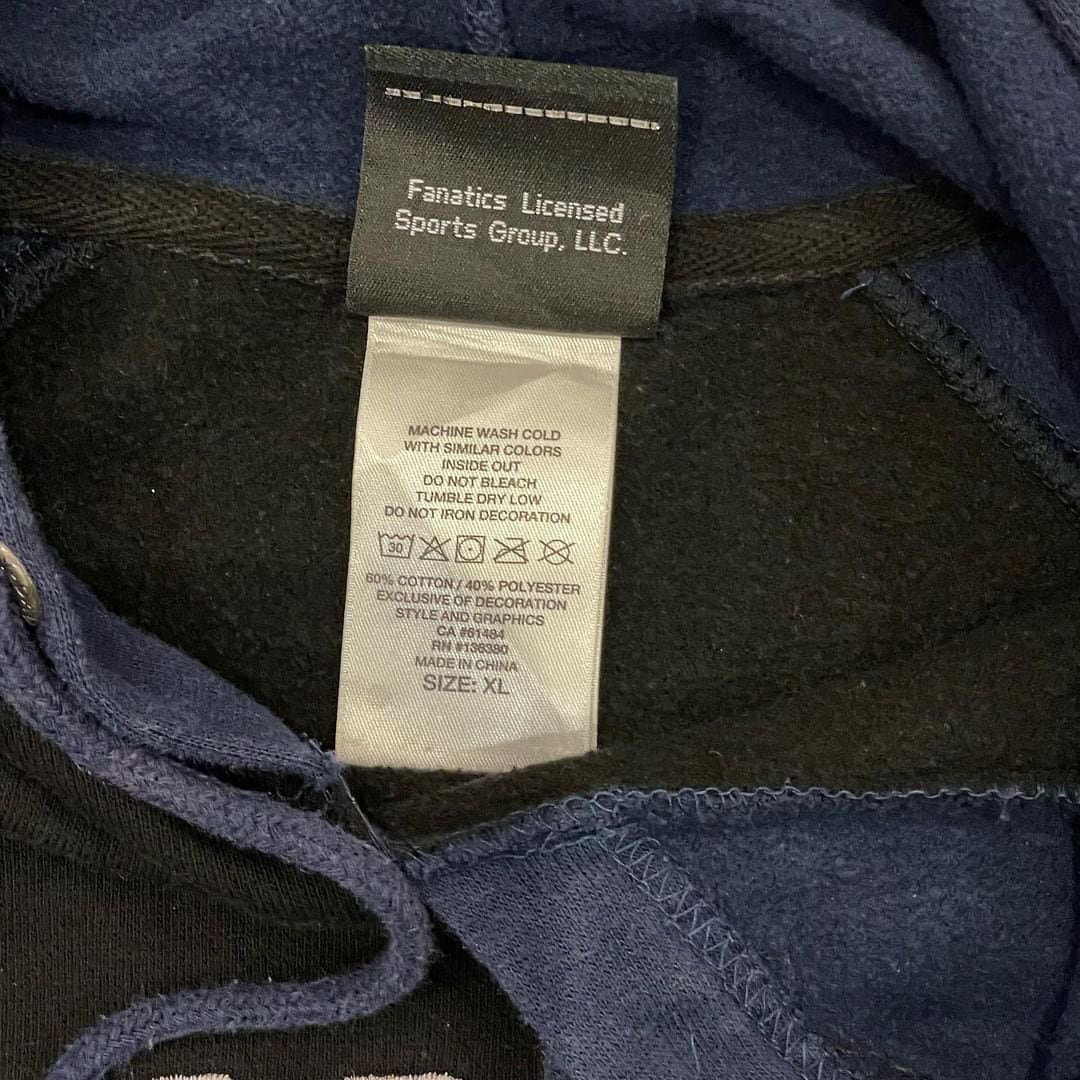 Fanatics Licensed
Sports Group, LLC.
MACHINE WASH COLD
WITH SIMILAR COLORS
INSIDE OUT
DO NOT BLEACH
TUMBLE DRY LOW
DO NOT IRON DECORATION
30
60% COTTON / 40% POLYESTER
EXCLUSIVE OF DECORATION
STYLE AND GRAPHICS
CA #61484
RN #136380
MADE IN CHINA
SIZE: XL